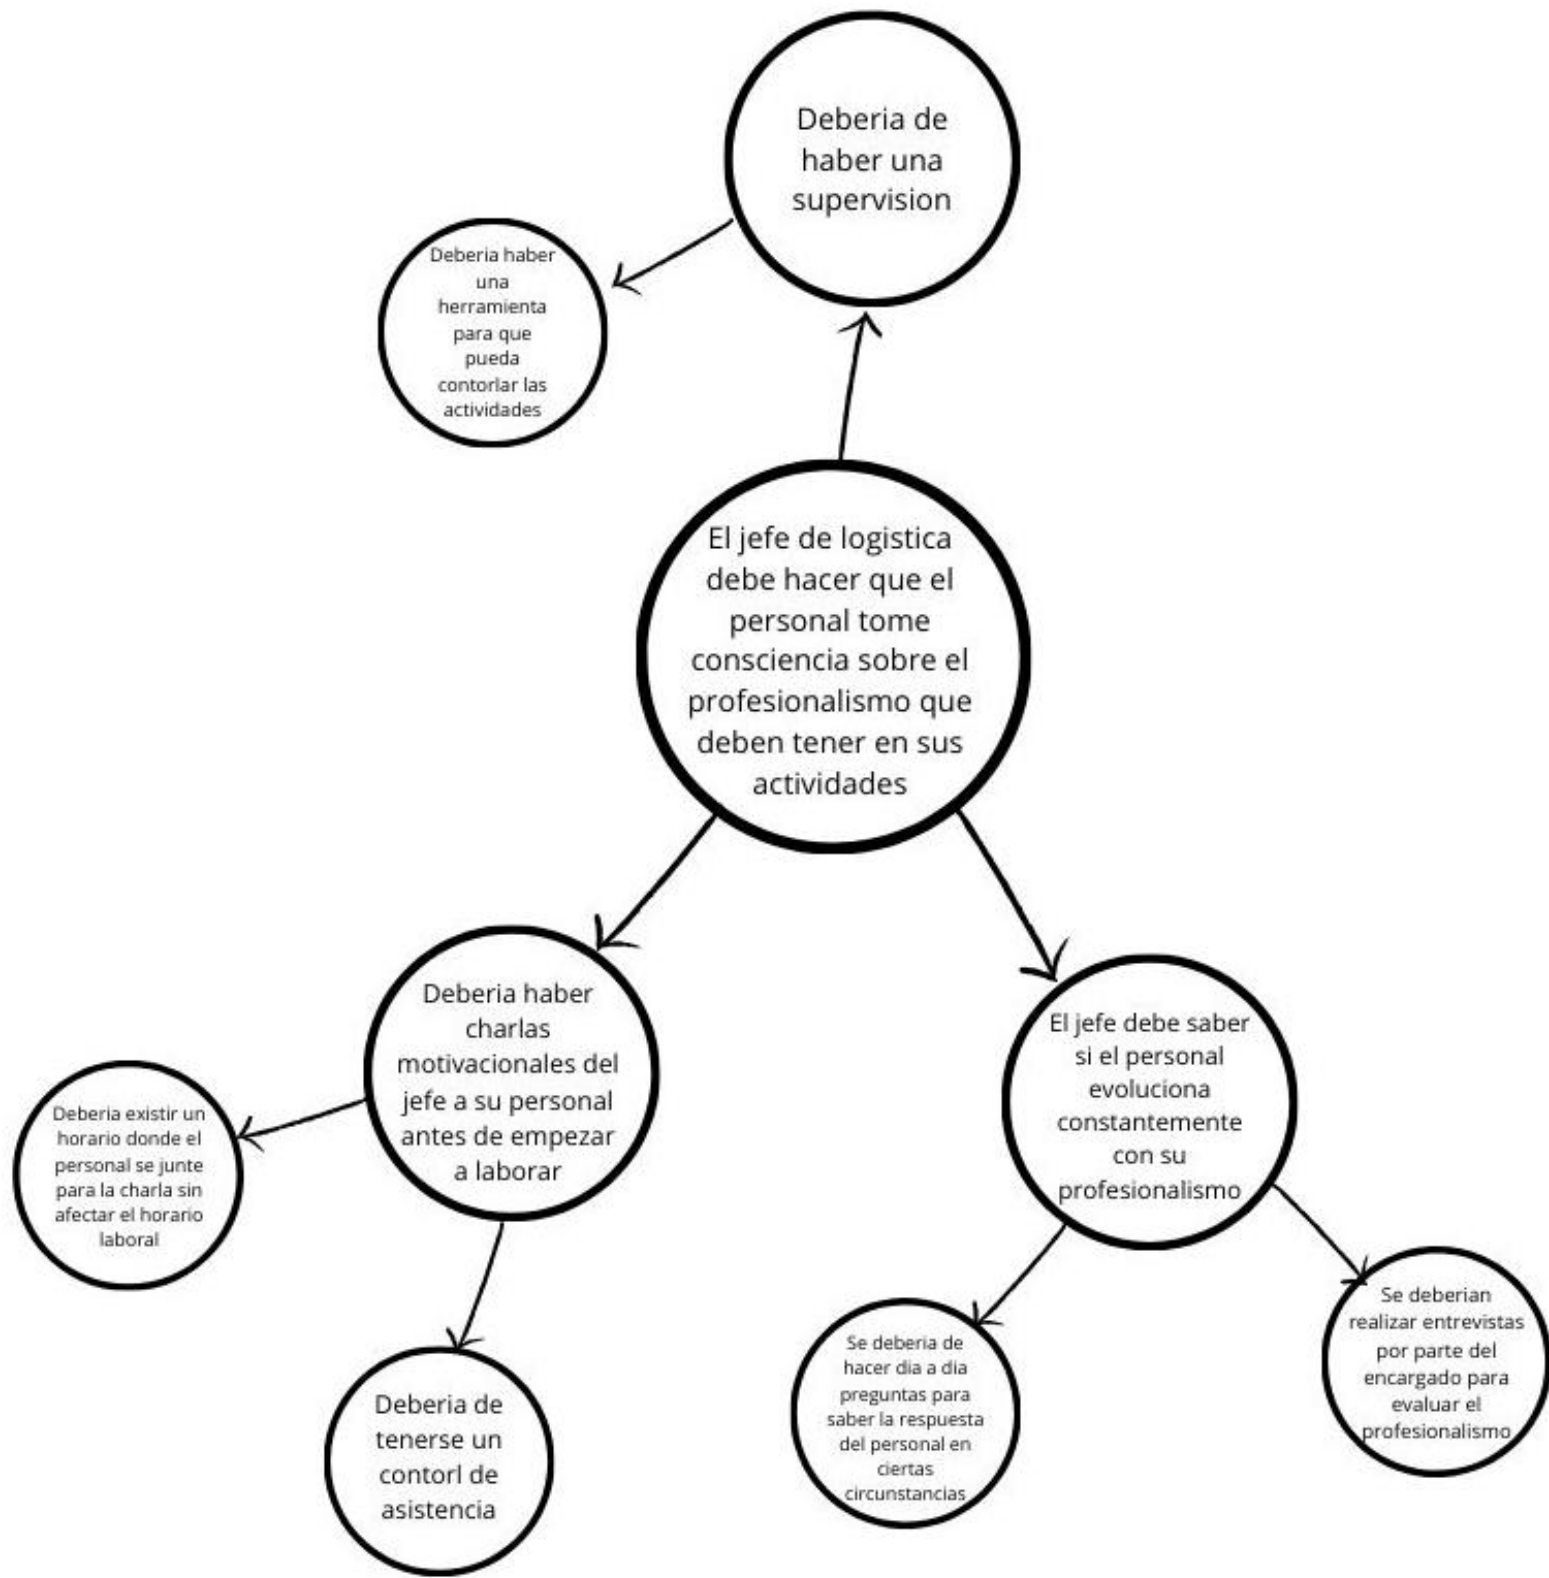 Deberia de
haber una
supervision
Deberia haber
una
herramienta
para que
pueda
contorlar las
actividades
El jefe de logistica
debe hacer que el
personal tome
consciencia sobre el
profesionalismo que
deben tener en sus
actividades
Deberia haber
charlas
motivacionales del
jefe a su personal
antes de empezar
a laborar
Deberia existir un
horario donde el
personal se junte
para la charla sin
afectar el horario
laboral
Deberia de
tenerse un
contorl de
asistencia
El jefe debe saber
si el personal
evoluciona
constantemente
con su
profesionalismo
Se deberia de
hacer dia a dia
preguntas para
saber la respuesta
del personal en
ciertas
circunstancias
Se deberian
realizar entrevistas
por parte del
encargado para
evaluar el
profesionalismo